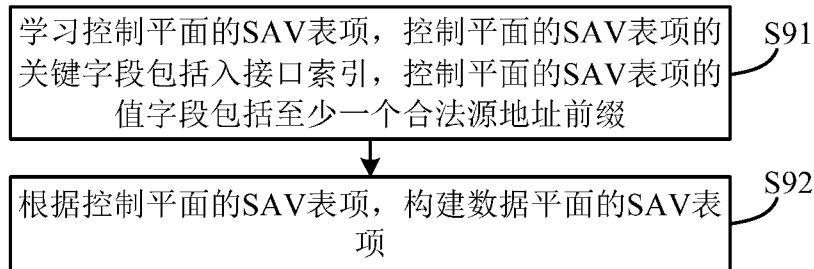 学习控制平面的SAV表项，控制平面的SAV表项的
关键字段包括入接口索引，控制平面的SAV表项的
值字段包括至少一个合法源地址前缀
S91
根据控制平面的SAV表项，构建数据平面的SAV表
项
S92